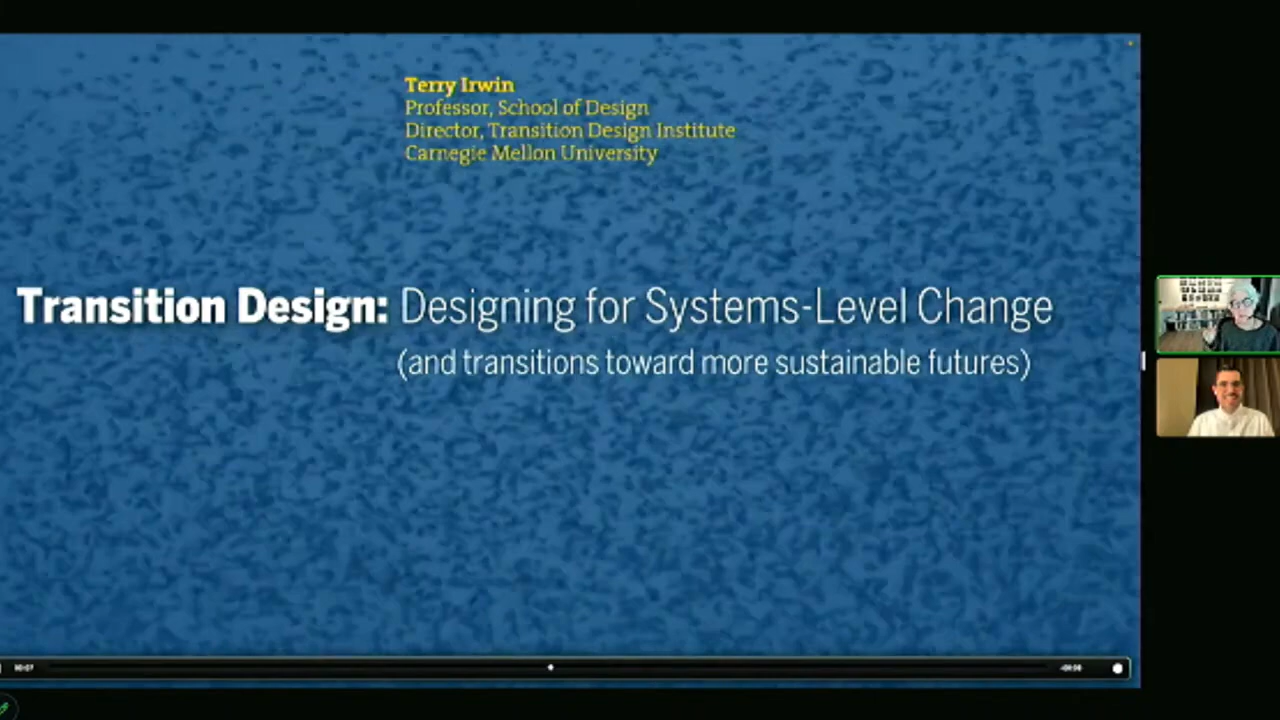 Terry Irwin
Professor, School of Design
Director, Transition Design Institute
Carnegie Mellon University
Transition Design: Designing for Systems-Level Change
(and transitions toward more sustainable futures)